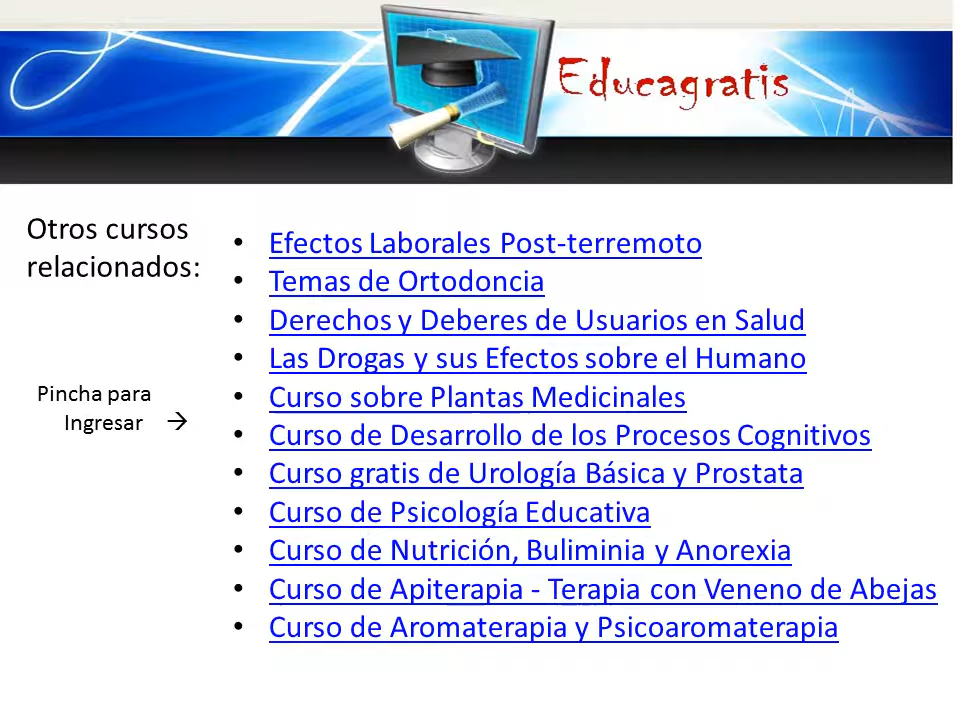 Educagratis
Otros cursos
relacionados:
Pincha para
Ingresar →
• Efectos Laborales Post-terremoto
• Temas de Ortodoncia
• Derechos y Deberes de Usuarios en Salud
• Las Drogas y sus Efectos sobre el Humano
• Curso sobre Plantas Medicinales
• Curso de Desarrollo de los Procesos Cognitivos
• Curso gratis de Urología Básica y Prostata
• Curso de Psicología Educativa
• Curso de Nutrición, Buliminia y Anorexia
• Curso de Apiterapia - Terapia con Veneno de Abejas
• Curso de Aromaterapia y Psicoaromaterapia